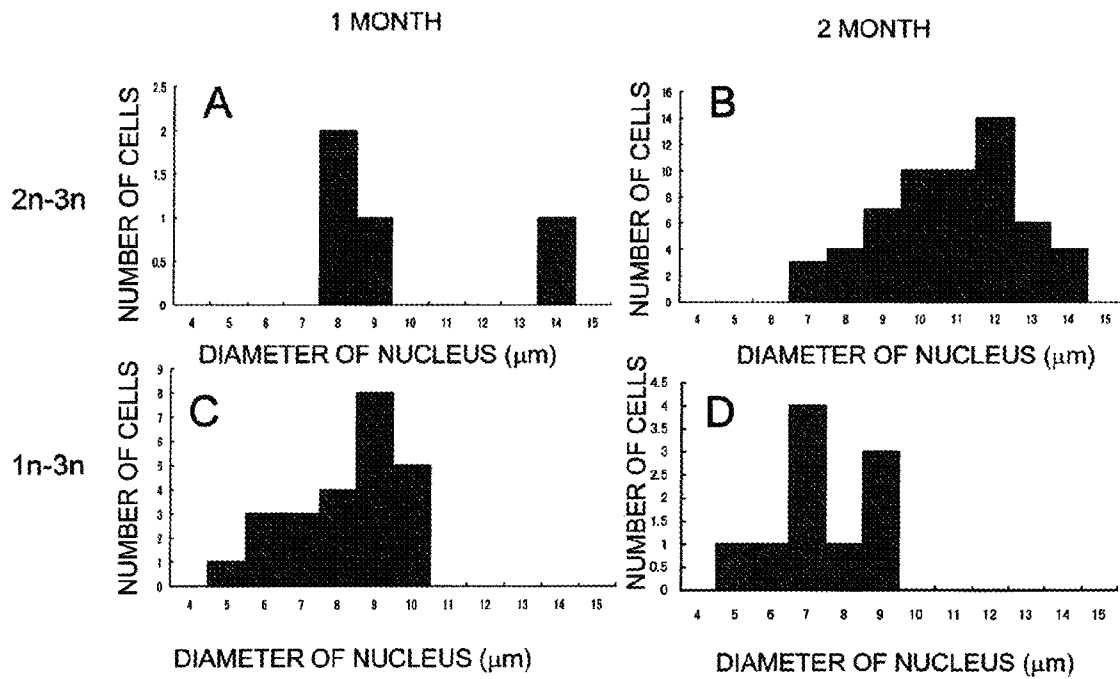 1 MONTH
2 MONTH
2n-3n
A
NUMBER OF CELLS
2.5
2
1.5
1
0.5
0
4 5 6 7 8 9 10 11 12 13 14 15
DIAMETER OF NUCLEUS (μm)
B
NUMBER OF CELLS
16
14
12
10
8
6
4
2
0
4 5 6 7 8 9 10 11 12 13 14 15
DIAMETER OF NUCLEUS (μm)
1n-3n
C
NUMBER OF CELLS
9
8
7
6
5
4
3
2
1
0
4 5 6 7 8 9 10 11 12 13 14 15
DIAMETER OF NUCLEUS (μm)
D
NUMBER OF CELLS
4.5
4
3.5
3
2.5
2
1.5
1
0.5
0
4 5 6 7 8 9 10 11 12 13 14 15
DIAMETER OF NUCLEUS (μm)